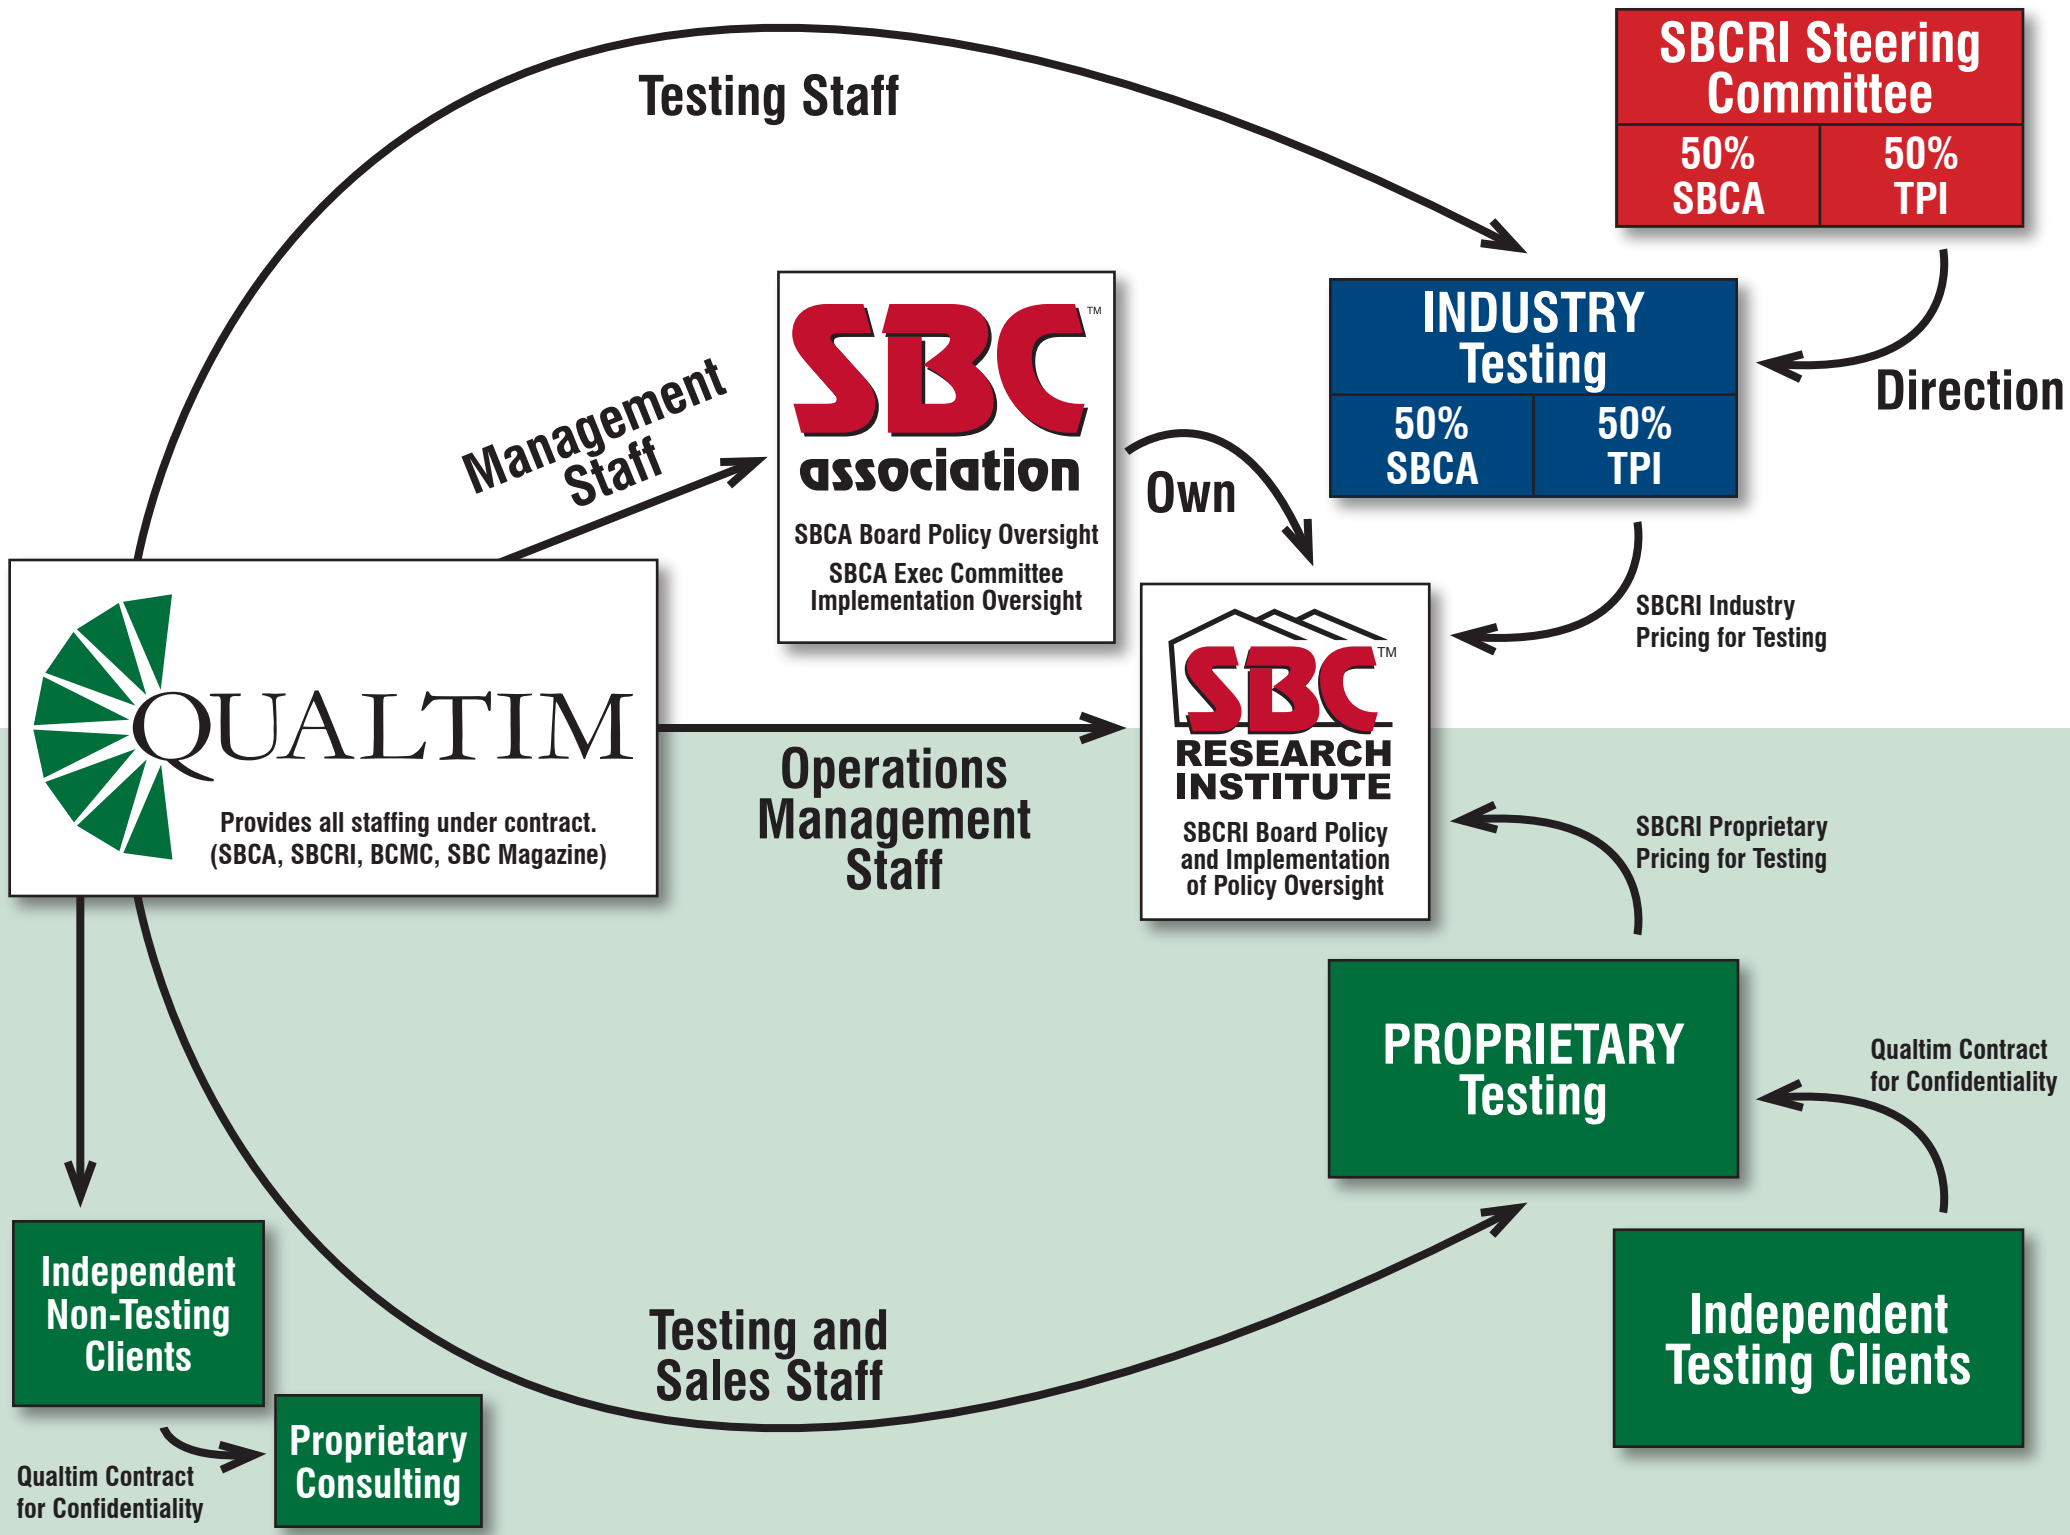 SBCRI Steering
Committee
50%
SBCA
50%
TPI
Testing Staff
INDUSTRY
Testing
50%
SBCA
50%
TPI
Direction
Management
Staff
SBC™
association
SBCA Board Policy Oversight
SBCA Exec Committee
Implementation Oversight
Own
SBCRI Industry
Pricing for Testing
QUALTIM
Provides all staffing under contract.
(SBCA, SBCRI, BCMC, SBC Magazine)
Operations
Management
Staff
SBC™
RESEARCH
INSTITUTE
SBCRI Board Policy
and Implementation
of Policy Oversight
SBCRI Proprietary
Pricing for Testing
PROPRIETARY
Testing
Qualtim Contract
for Confidentiality
Independent
Testing Clients
Testing and
Sales Staff
Independent
Non-Testing
Clients
Proprietary
Consulting
Qualtim Contract
for Confidentiality